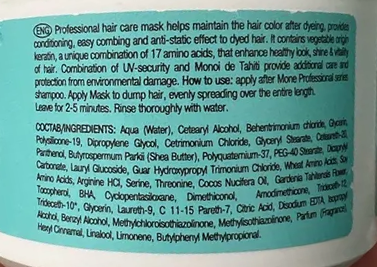 ENG Professional hair care mask helps maintain the hair color after dyeing, provides
conditioning, easy combing and anti-static effect to dyed hair. It contains vegetable origin
keratin, a unique combination of 17 amino acids, that enhance healthy look, shine & vitality
of hair. Combination of UV-security and Monoi de Tahiti provide additional care and
protection from environmental damage. How to use: apply after Mone Professional series
shampoo. Apply Mask to dump hair, evenly spreading over the entire length.
Leave for 2-5 minutes. Rinse thoroughly with water.
СОСТАВ/INGREDIENTS: Aqua (Water), Cetearyl Alcohol, Behentrimonium chloride, Glycerin,
Polysilicone-19, Dipropylene Glycol, Cetrimonium Chloride, Glyceryl Stearate, Ceteareth-20,
Panthenol, Butyrospermum Parkii (Shea Butter), Polyquaternium-37, PEG-40 Stearate, Dicaprylyl
Carbonate, Lauryl Glucoside, Guar Hydroxypropyl Trimonium Chloride, Wheat Amino Acids, Soy
Amino Acids, Arginine HCl, Serine, Threonine, Cocos Nucifera Oil, Gardenia Tahitensis Flower,
Tocopherol, BHA, Cyclopentasiloxane, Dimethiconol, Amodimethicone, Trideceth-12,
Trideceth-10*, Glycerin, Laureth-9, C 11-15 Pareth-7, Citric Acid, Disodium EDTA, Isopropyl
Alcohol, Benzyl Alcohol, Methylchloroisothiazolinone, Methylisothiazolinone, Parfum (Fragrance),
Hexyl Cinnamal, Linalool, Limonene, Butylphenyl Methylpropional.